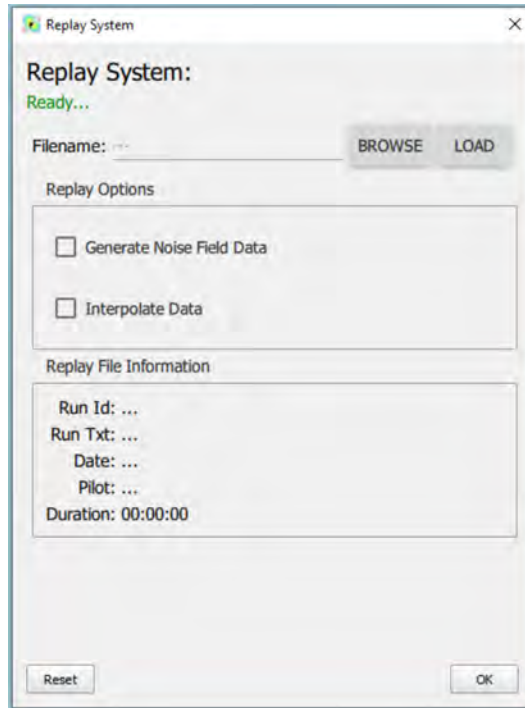 Replay System
Replay System:
Ready...
Filename: ... BROWSE LOAD
Replay Options
Generate Noise Field Data
Interpolate Data
Replay File Information
Run Id: ...
Run Txt: ...
Date: ...
Pilot: ...
Duration: 00:00:00
Reset OK